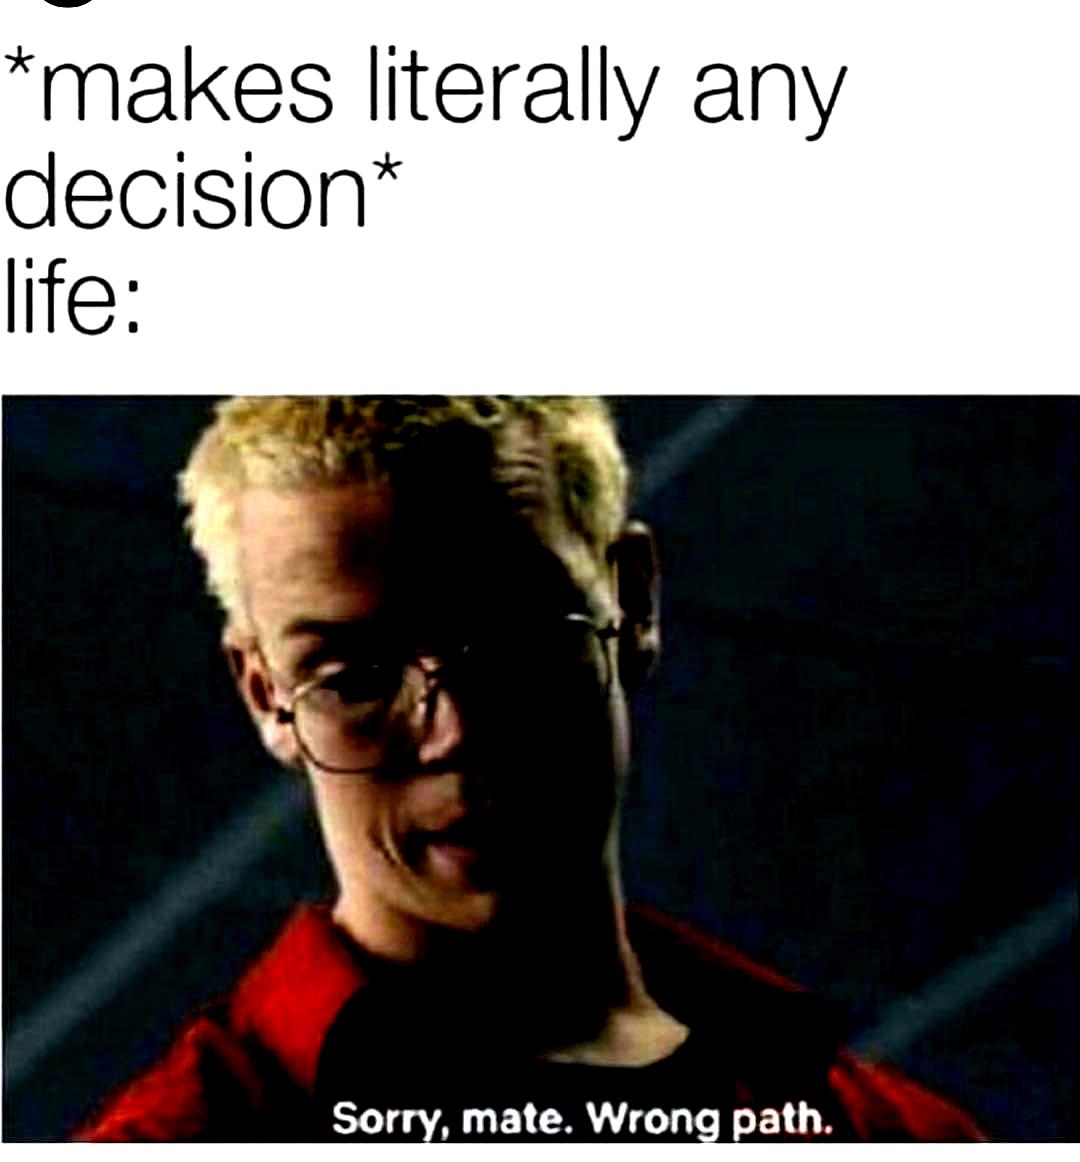 *makes literally any
decision*
life:
Sorry, mate. Wrong path.